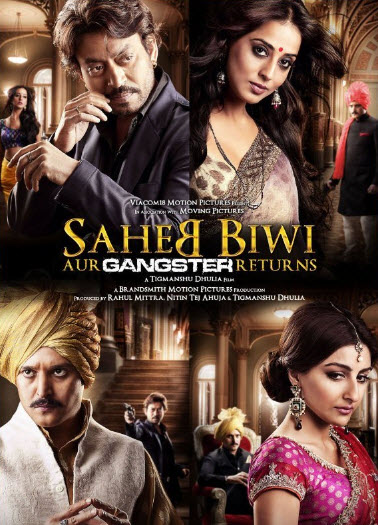 VIACOM18 MOTION PICTURES
IN ASSOCIATION WITH MOVING PICTURES
SAHEB BIWI
AUR GANGSTER RETURNS
A TIGMANSHU DHULIA FILM
A BRANDSMITH MOTION PICTURES PRODUCTION
PRODUCED BY RAHUL MITTRA, NITIN TEJ AHUJA & TIGMANSHU DHULIA